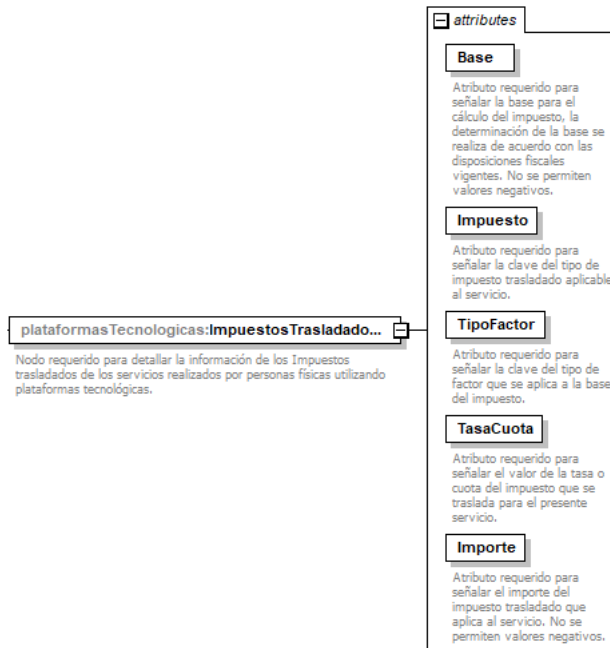 attributes
Base
Atributo requerido para
señalar la base para el
cálculo del impuesto, la
determinación de la base se
realiza de acuerdo con las
disposiciones fiscales
vigentes. No se permiten
valores negativos.
Impuesto
Atributo requerido para
señalar la clave del tipo de
impuesto trasladado aplicable
al servicio.
plataformasTecnologicas:ImpuestosTrasladado...
Nodo requerido para detallar la información de los Impuestos
trasladados de los servicios realizados por personas físicas utilizando
plataformas tecnológicas.
TipoFactor
Atributo requerido para
señalar la clave del tipo de
factor que se aplica a la base
del impuesto.
TasaCuota
Atributo requerido para
señalar el valor de la tasa o
cuota del impuesto que se
traslada para el presente
servicio.
Importe
Atributo requerido para
señalar el importe del
impuesto trasladado que
aplica al servicio. No se
permiten valores negativos.